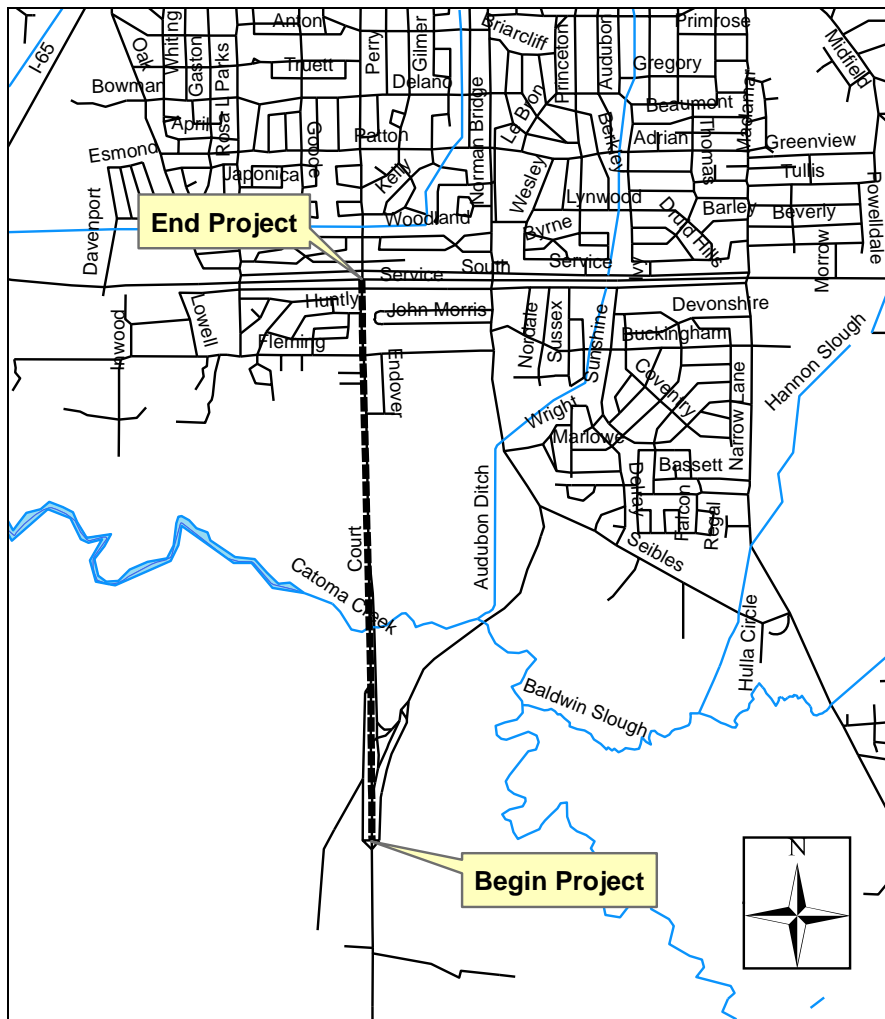 Anton
Gilmer
Briarcliff
Princeton
Audubon
Primrose
I-65
Oak
Whiting
Gaston
Rosa L Parks
Truett
Perry
Delano
Gregory
Midfield
Bowman
Le Bron
Beaumont
Madamar
April
Goode
Patton
Norman Bridge
Berkley
Adrian
Thomas
Greenview
Esmond
Japonica
Kelly
Wesley
Tullis
Lynwood
Powelldale
Davenport
End Project
Woodland
Byrne
Druid Hills
Barley
Beverly
Morrow
Service
South
Service
Ivy
Inwood
Lowell
Huntly
John Morris
Nordale
Sussex
Sunshine
Devonshire
Fleming
Endover
Buckingham
Coventry
Narrow Lane
Hannon Slough
Wright
Marlowe
Bassett
Delray
Falcon
Regal
Court
Audubon Ditch
Seibles
Catoma Creek
Hulla Circle
Baldwin Slough
Begin Project
N